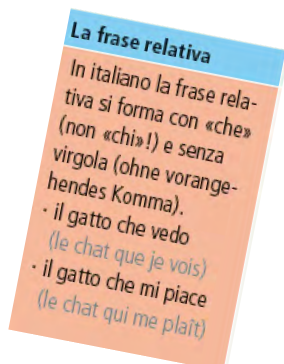 La frase relativa
In italiano la frase rela-
tiva si forma con «che»
(non «chi»!) e senza
virgola (ohne vorange-
hendes Komma).
· il gatto che vedo
(le chat que je vois)
· il gatto che mi piace
(le chat qui me plaît)